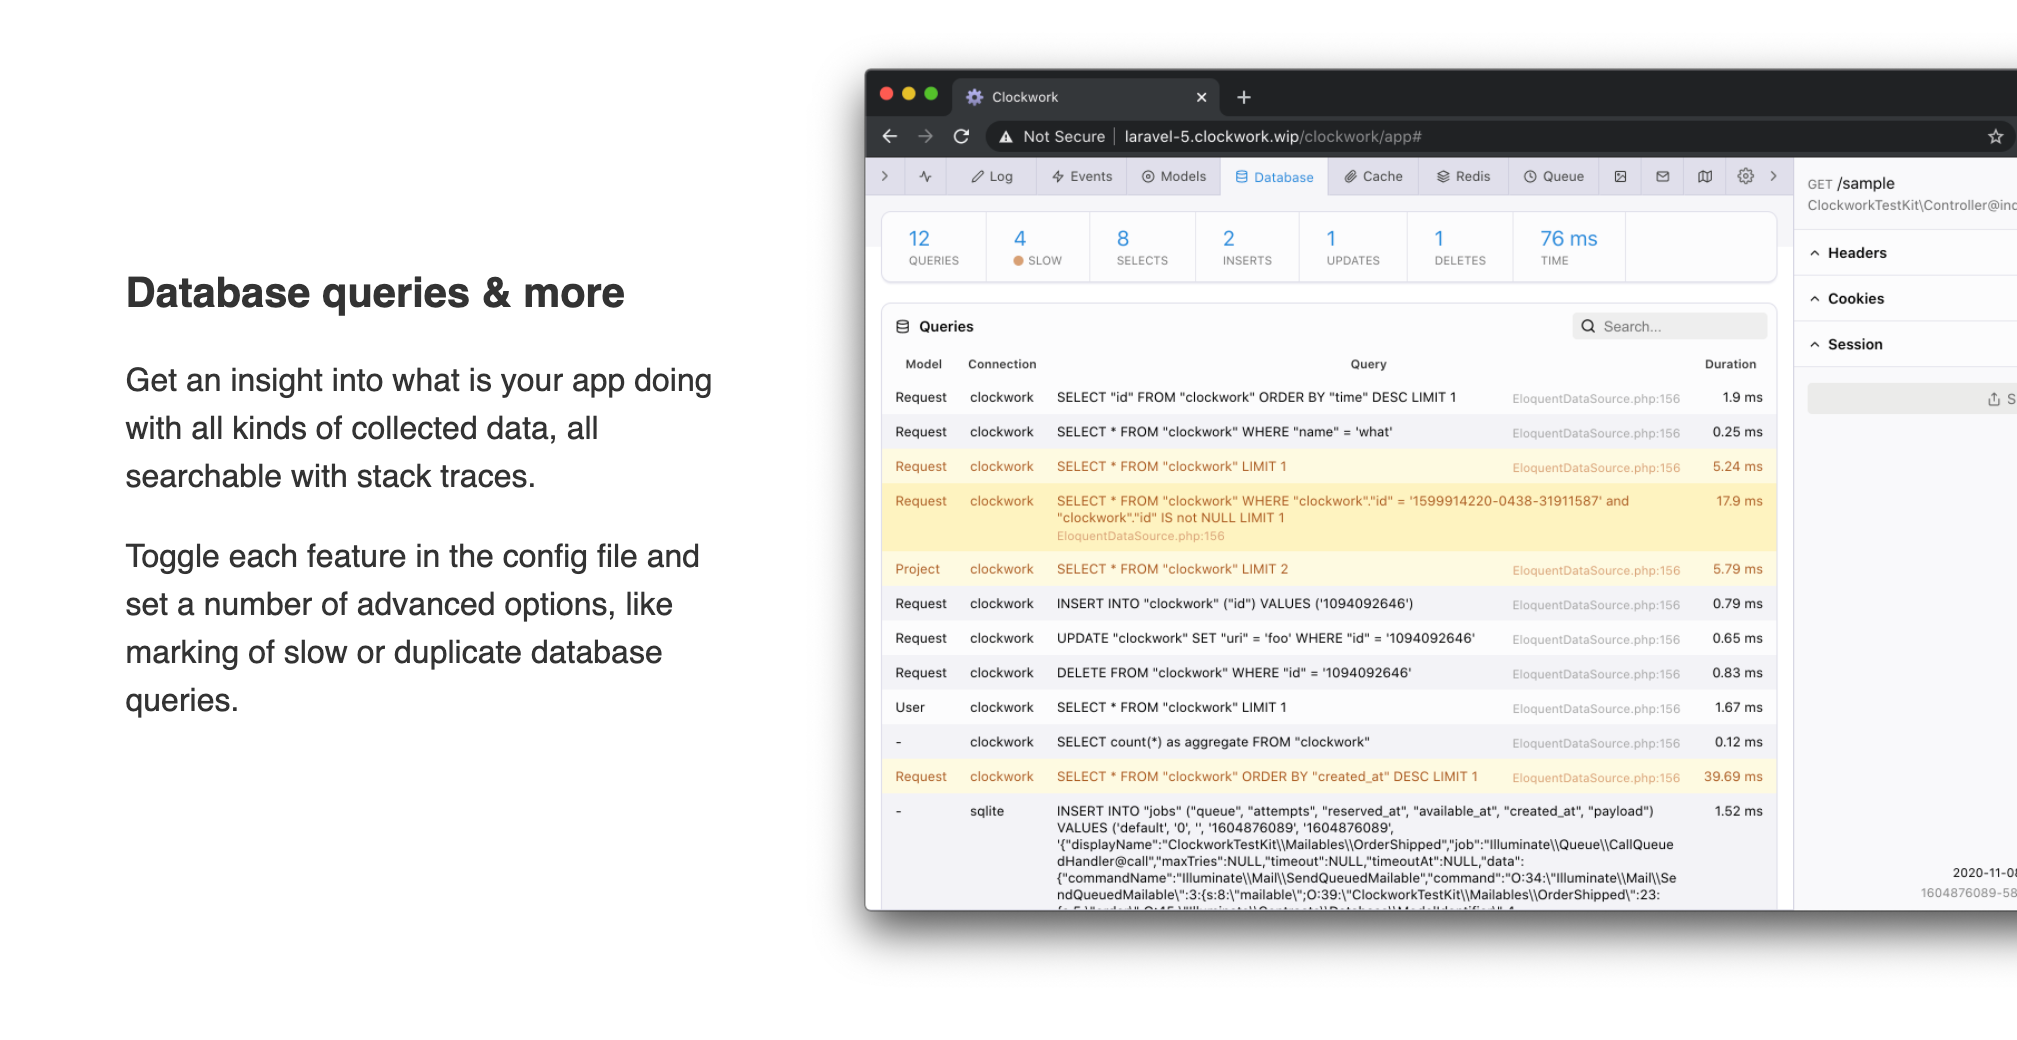 Database queries & more
Get an insight into what is your app doing
with all kinds of collected data, all
searchable with stack traces.
Toggle each feature in the config file and
set a number of advanced options, like
marking of slow or duplicate database
queries.
Clockwork
Not Secure | laravel-5.clockwork.wip/clockwork/app#
Log Events Models Database Cache Redis Queue
12 4 8 2 1 1 76 ms
QUERIES SLOW SELECTS INSERTS UPDATES DELETES TIME
Queries Search...
Model Connection Query Duration
Request clockwork SELECT "id" FROM "clockwork" ORDER BY "time" DESC LIMIT 1 EloquentDataSource.php:156 1.9 ms
Request clockwork SELECT * FROM "clockwork" WHERE "name" = 'what' EloquentDataSource.php:156 0.25 ms
Request clockwork SELECT * FROM "clockwork" LIMIT 1 EloquentDataSource.php:156 5.24 ms
Request clockwork SELECT * FROM "clockwork" WHERE "clockwork"."id" = '1599914220-0438-31911587' and 17.9 ms
"clockwork"."id" IS not NULL LIMIT 1
EloquentDataSource.php:156
Project clockwork SELECT * FROM "clockwork" LIMIT 2 EloquentDataSource.php:156 5.79 ms
Request clockwork INSERT INTO "clockwork" ("id") VALUES ('1094092646') EloquentDataSource.php:156 0.79 ms
Request clockwork UPDATE "clockwork" SET "uri" = 'foo' WHERE "id" = '1094092646' EloquentDataSource.php:156 0.65 ms
Request clockwork DELETE FROM "clockwork" WHERE "id" = '1094092646' EloquentDataSource.php:156 0.83 ms
User clockwork SELECT * FROM "clockwork" LIMIT 1 EloquentDataSource.php:156 1.67 ms
- clockwork SELECT count(*) as aggregate FROM "clockwork" EloquentDataSource.php:156 0.12 ms
Request clockwork SELECT * FROM "clockwork" ORDER BY "created_at" DESC LIMIT 1 EloquentDataSource.php:156 39.69 ms
- sqlite INSERT INTO "jobs" ("queue", "attempts", "reserved_at", "available_at", "created_at", "payload") 1.52 ms
VALUES ('default', '0', '', '1604876089', '1604876089',
'{"displayName":"ClockworkTestKit\\Mailables\\OrderShipped","job":"Illuminate\\Queue\\CallQueue
dHandler@call","maxTries":NULL,"timeout":NULL,"timeoutAt":NULL,"data":
{"commandName":"Illuminate\\Mail\\SendQueuedMailable","command":"O:34:\"Illuminate\\Mail\\Se
ndQueuedMailable\":3:{s:8:\"mailable\";O:39:\"ClockworkTestKit\\Mailables\\OrderShipped\":23:
GET /sample
ClockworkTestKit\Controller@in
Headers
Cookies
Session
S
2020-11-08
1604876089-58